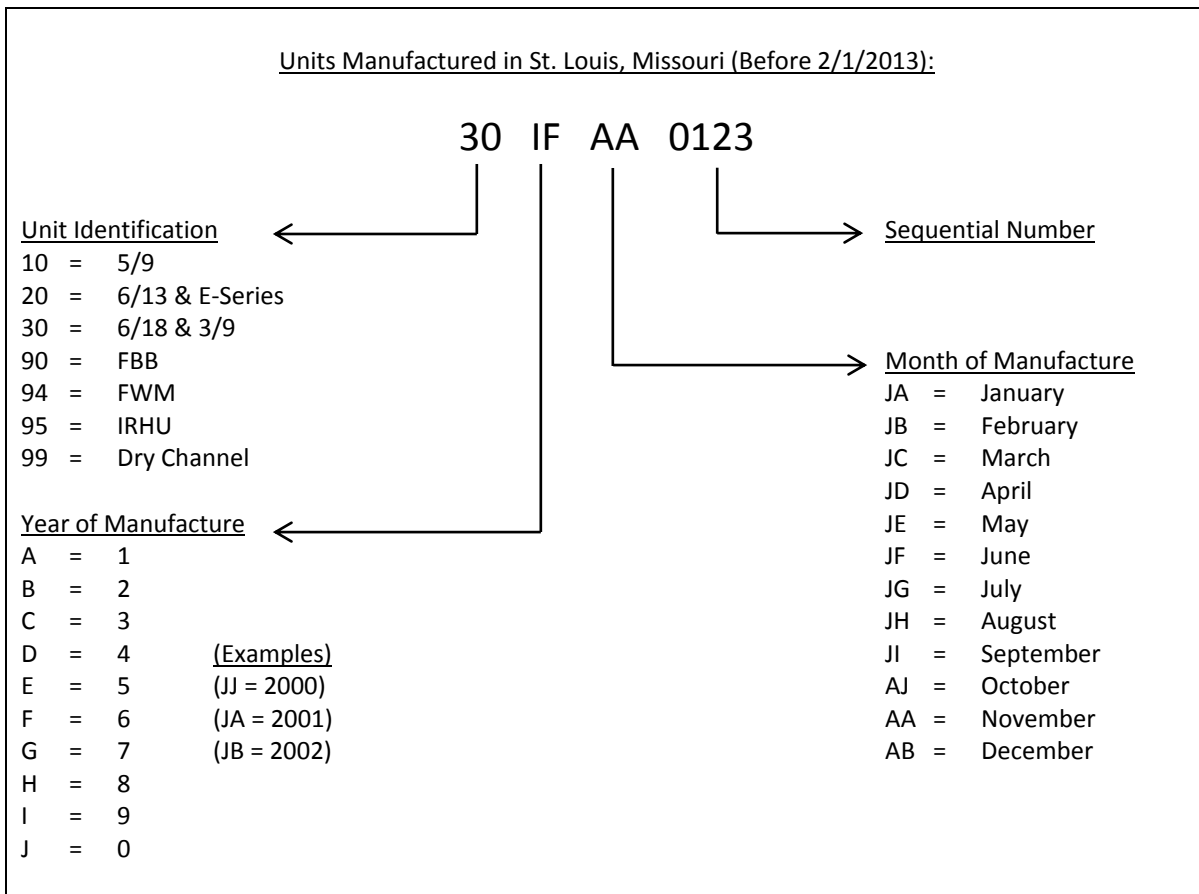 Units Manufactured in St. Louis, Missouri (Before 2/1/2013):
30 IF AA 0123
Unit Identification
10 = 5/9
20 = 6/13 & E-Series
30 = 6/18 & 3/9
90 = FBB
94 = FWM
95 = IRHU
99 = Dry Channel
Year of Manufacture
A = 1
B = 2
C = 3
D = 4 (Examples)
E = 5 (JJ = 2000)
F = 6 (JA = 2001)
G = 7 (JB = 2002)
H = 8
I = 9
J = 0
Sequential Number
Month of Manufacture
JA = January
JB = February
JC = March
JD = April
JE = May
JF = June
JG = July
JH = August
JI = September
AJ = October
AA = November
AB = December